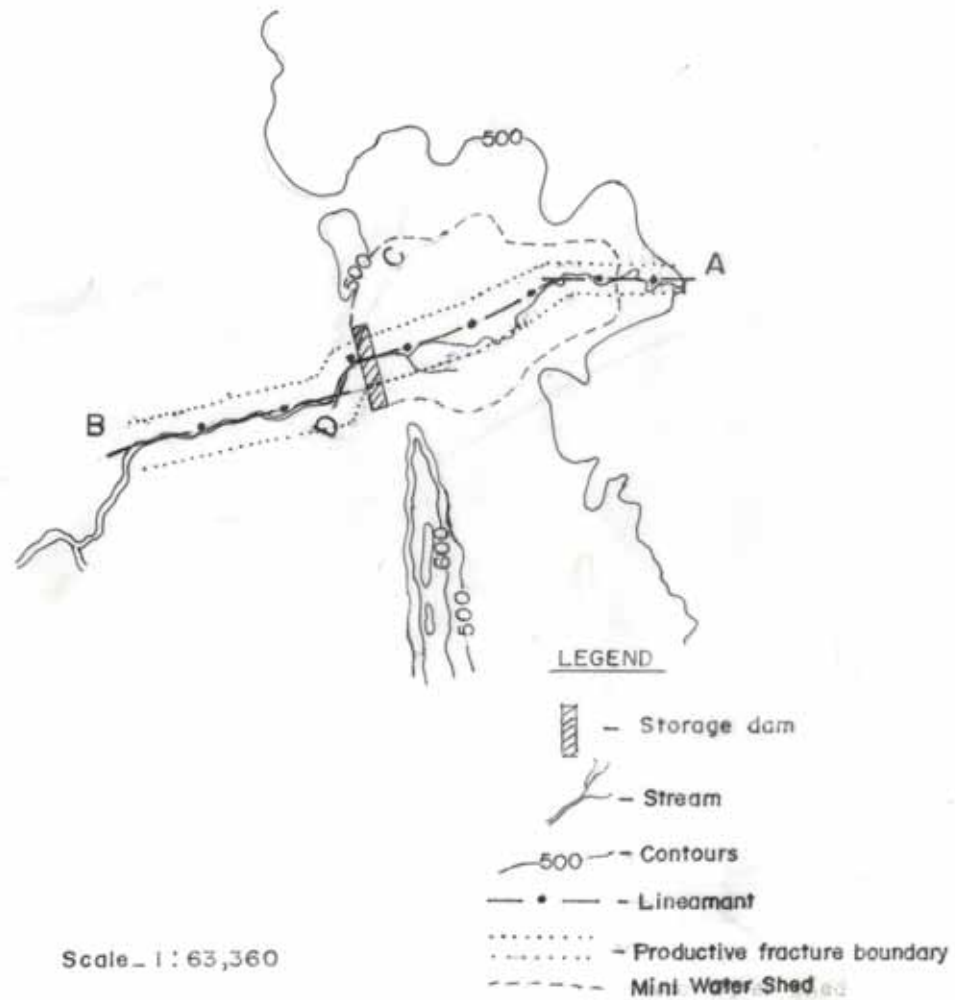 500
A
C
500
B
D
600
500
LEGEND
- Storage dam
- Stream
500 - Contours
- Lineamant
- Productive fracture boundary
Mini Water Shed
Scale _ 1:63,360